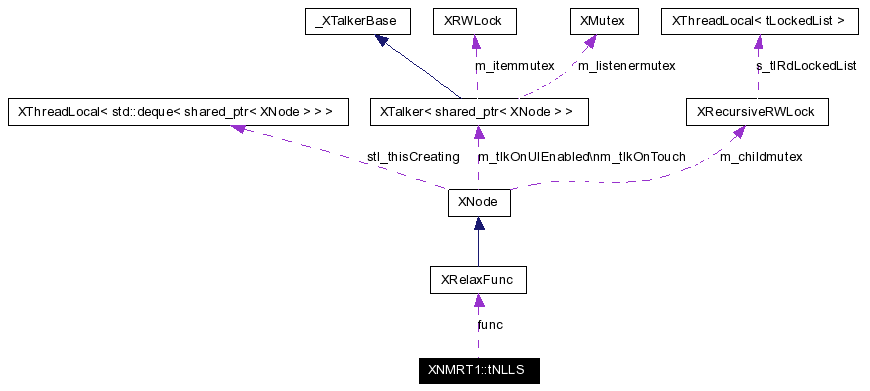 _XTalkerBase
XRWLock
XMutex
XThreadLocal< tLockedList >
m_itemmutex
m_listenermutex
s_tlRdLockedList
XThreadLocal< std::deque< shared_ptr< XNode > > >
XTalker< shared_ptr< XNode > >
XRecursiveRWLock
stl_thisCreating
m_tlkOnUIEnabled\nm_tlkOnTouch
m_childmutex
XNode
XRelaxFunc
func
XNMRT1::tNLLS